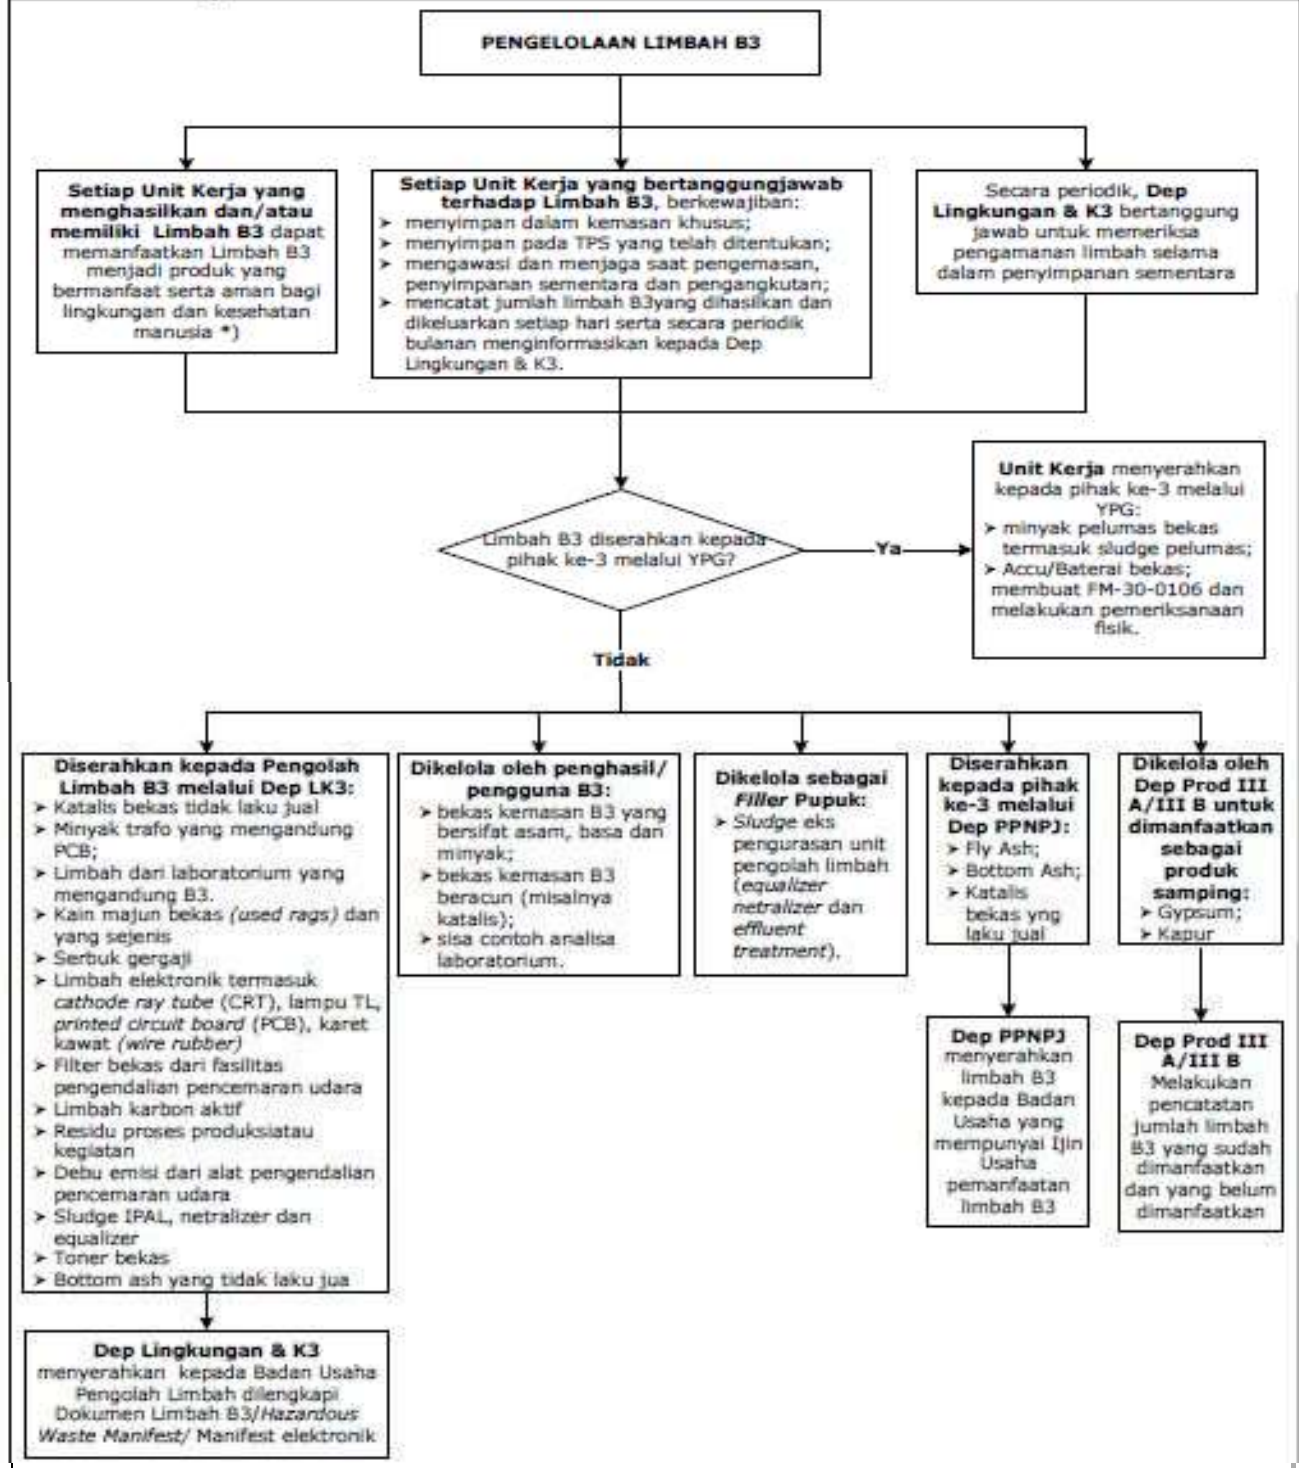 PENGELOLAAN LIMBAH B3
Setiap Unit Kerja yang
menghasilkan dan/atau
memiliki Limbah B3 dapat
memanfaatkan Limbah B3
menjadi produk yang
bermanfaat serta aman bagi
lingkungan dan kesehatan
manusia *)
Setiap Unit Kerja yang bertanggungjawab
terhadap Limbah B3, berkewajiban:
➤ menyimpan dalam kemasan khusus;
➤ menyimpan pada TPS yang telah ditentukan;
➤ mengawasi dan menjaga saat pengemasan,
penyimpanan sementara dan pengangkutan;
➤ mencatat jumlah limbah B3yang dihasilkan dan
dikeluarkan setiap hari serta secara periodik
bulanan menginformasikan kepada Dep
Lingkungan & K3.
Secara periodik, Dep
Lingkungan & K3 bertanggung
jawab untuk memeriksa
pengamanan limbah selama
dalam penyimpanan sementara
Limbah B3 diserahkan kepada
pihak ke-3 melalui YPG?
Ya
Unit Kerja menyerahkan
kepada pihak ke-3 melalui
YPG:
➤ minyak pelumas bekas
termasuk sludge pelumas;
➤ Accu/Baterai bekas;
membuat FM-30-0106 dan
melakukan pemeriksanaan
fisik.
Tidak
Diserahkan kepada Pengolah
Limbah B3 melalui Dep LK3:
➤ Katalis bekas tidak laku jual
➤ Minyak trafo yang mengandung
PCB;
➤ Limbah dari laboratorium yang
mengandung B3.
➤ Kain majun bekas (used rags) dan
yang sejenis
➤ Serbuk gergaji
➤ Limbah elektronik termasuk
cathode ray tube (CRT), lampu TL,
printed circuit board (PCB), karet
kawat (wire rubber)
➤ Filter bekas dari fasilitas
pengendalian pencemaran udara
➤ Limbah karbon aktif
➤ Residu proses produksiatau
kegiatan
➤ Debu emisi dari alat pengendalian
pencemaran udara
➤ Sludge IPAL, netralizer dan
equalizer
➤ Toner bekas
➤ Bottom ash yang tidak laku jua
Dep Lingkungan & K3
menyerahkan kepada Badan Usaha
Pengolah Limbah dilengkapi
Dokumen Limbah B3/Hazardous
Waste Manifest/ Manifest elektronik
Dikelola oleh penghasil/
pengguna B3:
➤ bekas kemasan B3 yang
bersifat asam, basa dan
minyak;
➤ bekas kemasan B3
beracun (misalnya
katalis);
➤ sisa contoh analisa
laboratorium.
Dikelola sebagai
Filler Pupuk:
➤ Sludge eks
pengurasan unit
pengolah limbah
(equalizer
netralizer dan
effluent
treatment).
Diserahkan
kepada pihak
ke-3 melalui
Dep PPNPJ:
➤ Fly Ash;
➤ Bottom Ash;
➤ Katalis
bekas yng
laku jual
Dep PPNPJ
menyerahkan
limbah B3
kepada Badan
Usaha yang
mempunyai Ijin
Usaha
pemanfaatan
limbah B3
Dikelola oleh
Dep Prod III
A/III B untuk
dimanfaatkan
sebagai
produk
samping:
➤ Gypsum;
➤ Kapur
Dep Prod III
A/III B
Melakukan
pencatatan
jumlah limbah
B3 yang sudah
dimanfaatkan
dan yang belum
dimanfaatkan